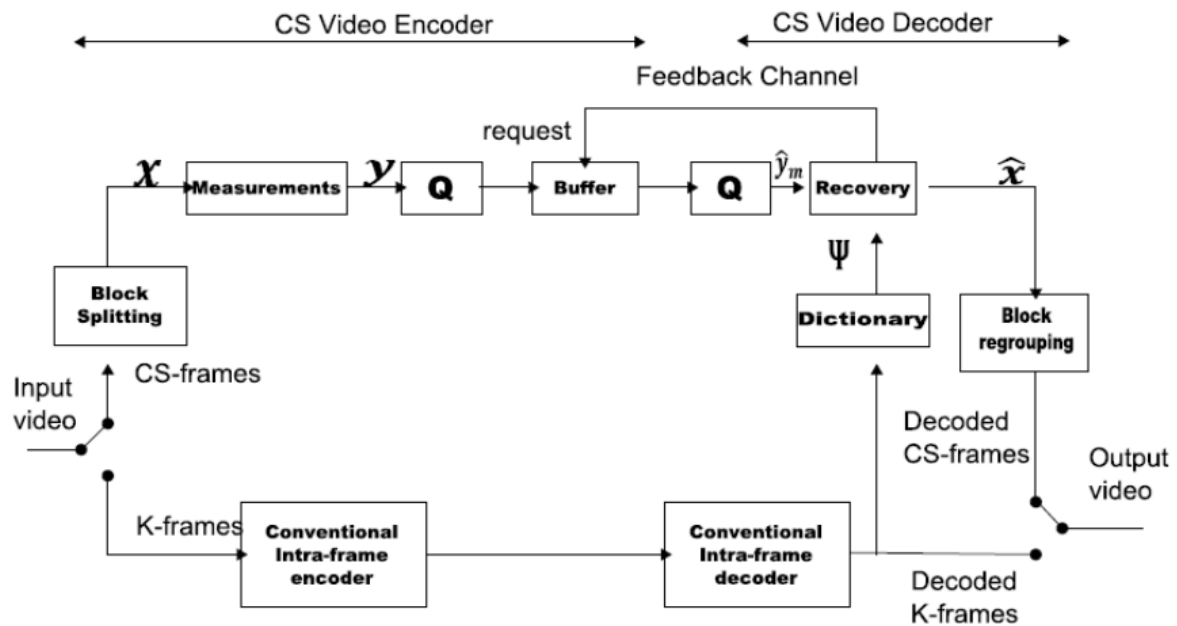 CS Video Encoder
CS Video Decoder
Feedback Channel
request
x
Measurements
y
Q
Buffer
Q
ŷm
Recovery
x̂
Ψ
Block
Splitting
Dictionary
Block
regrouping
CS-frames
Input
video
Decoded
CS-frames
Output
video
K-frames
Conventional
Intra-frame
encoder
Conventional
Intra-frame
decoder
Decoded
K-frames